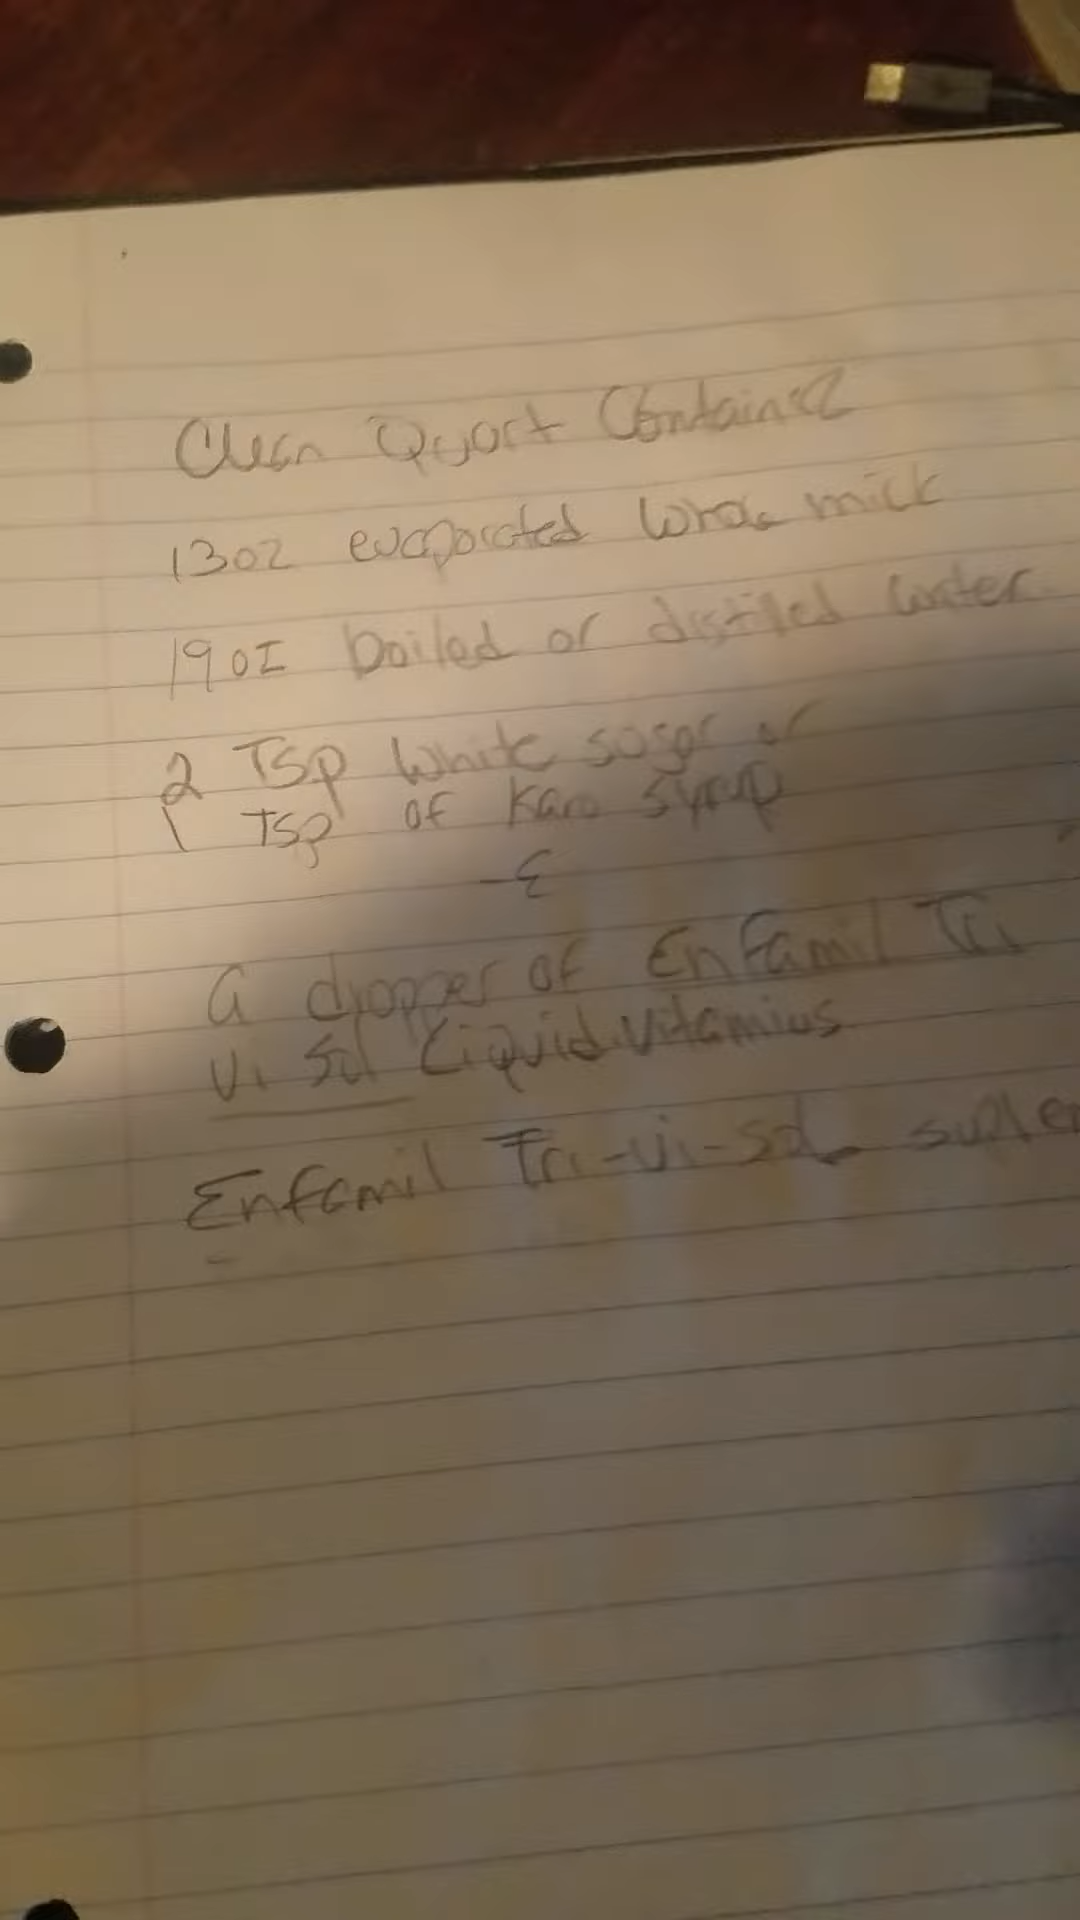 Clean Quart Container
13oz evaporated whole milk
19oz boiled or distilled water
2 Tsp White sugar or
1 Tsp of Karo Syrup
&
a dropper of Enfamil Tri
Vi Sol Liquid Vitamins
Enfamil Tri-Vi-Sol